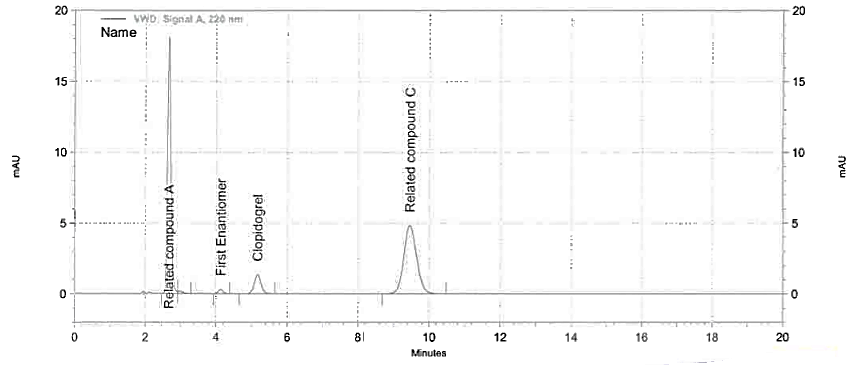 VWD: Signal A, 220 nm
Name
20 20
15 15
10 10
5 5
0 0
mAU mAU
Related compound A
First Enantiomer
Clopidogrel
Related compound C
0 2 4 6 8 10 12 14 16 18 20
Minutes